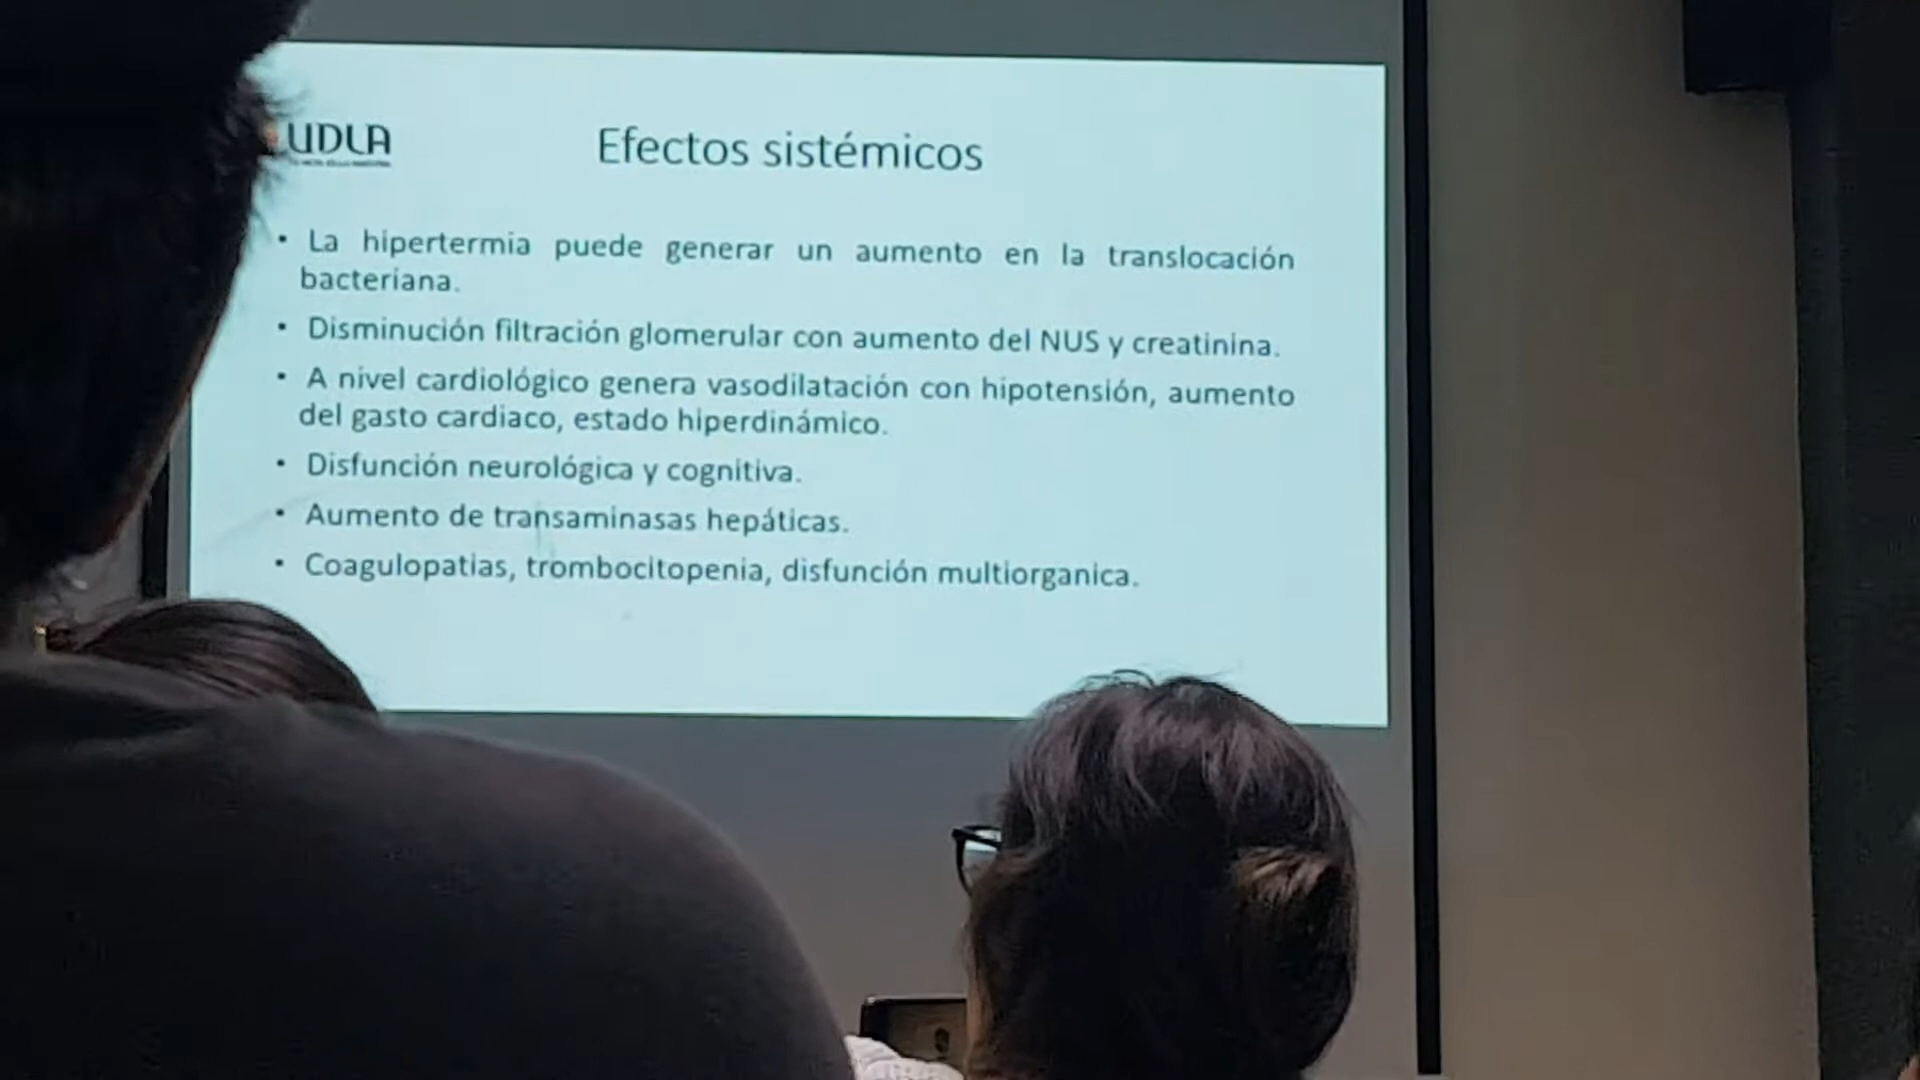 UDLA
Efectos sistémicos
• La hipertermia puede generar un aumento en la translocación
bacteriana.
• Disminución filtración glomerular con aumento del NUS y creatinina.
• A nivel cardiológico genera vasodilatación con hipotensión, aumento
del gasto cardiaco, estado hiperdinámico.
• Disfunción neurológica y cognitiva.
• Aumento de transaminasas hepáticas.
• Coagulopatias, trombocitopenia, disfunción multiorganica.